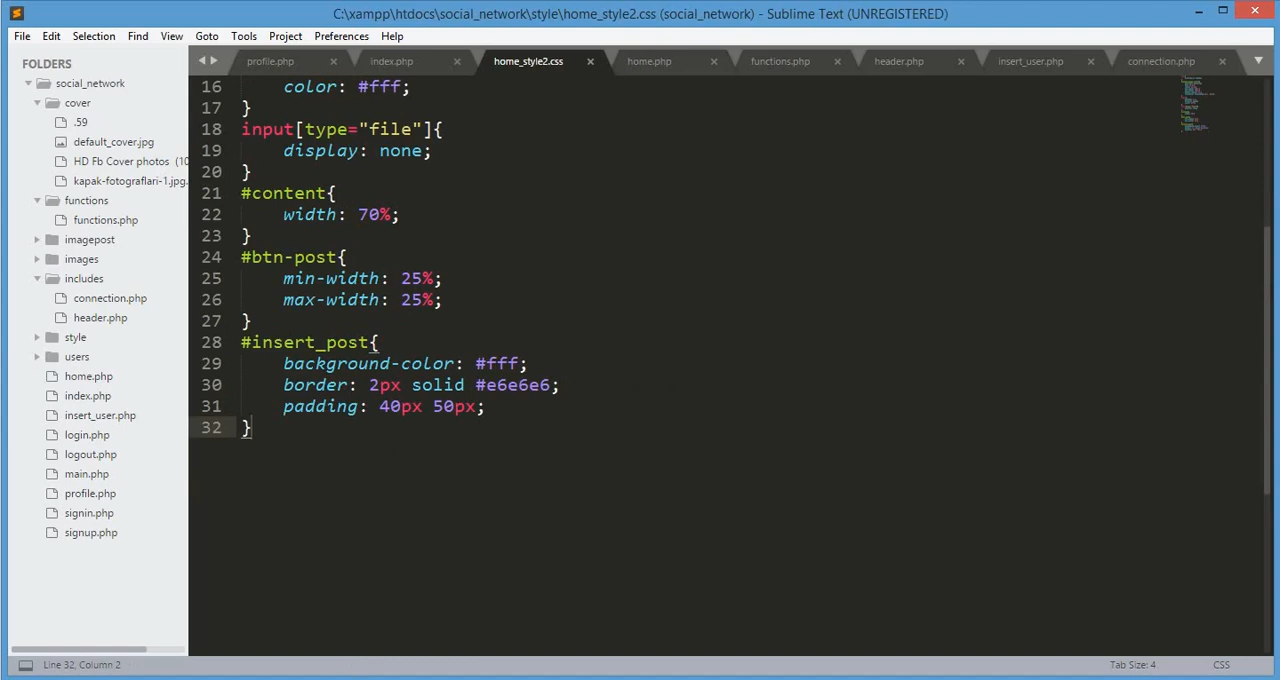 C:\xampp\htdocs\social_network\style\home_style2.css (social_network) - Sublime Text (UNREGISTERED)
File Edit Selection Find View Goto Tools Project Preferences Help
FOLDERS
social_network
cover
.59
default_cover.jpg
HD Fb Cover photos (10
kapak-fotograflari-1.jpg.
functions
functions.php
imagepost
images
includes
connection.php
header.php
style
users
home.php
index.php
insert_user.php
login.php
logout.php
main.php
profile.php
signin.php
signup.php
profile.php index.php home_style2.css home.php functions.php header.php insert_user.php connection.php
16 color: #fff;
17 }
18 input[type="file"]{
19 display: none;
20 }
21 #content{
22 width: 70%;
23 }
24 #btn-post{
25 min-width: 25%;
26 max-width: 25%;
27 }
28 #insert_post{
29 background-color: #fff;
30 border: 2px solid #e6e6e6;
31 padding: 40px 50px;
32 }
Line 32, Column 2
Tab Size: 4 CSS